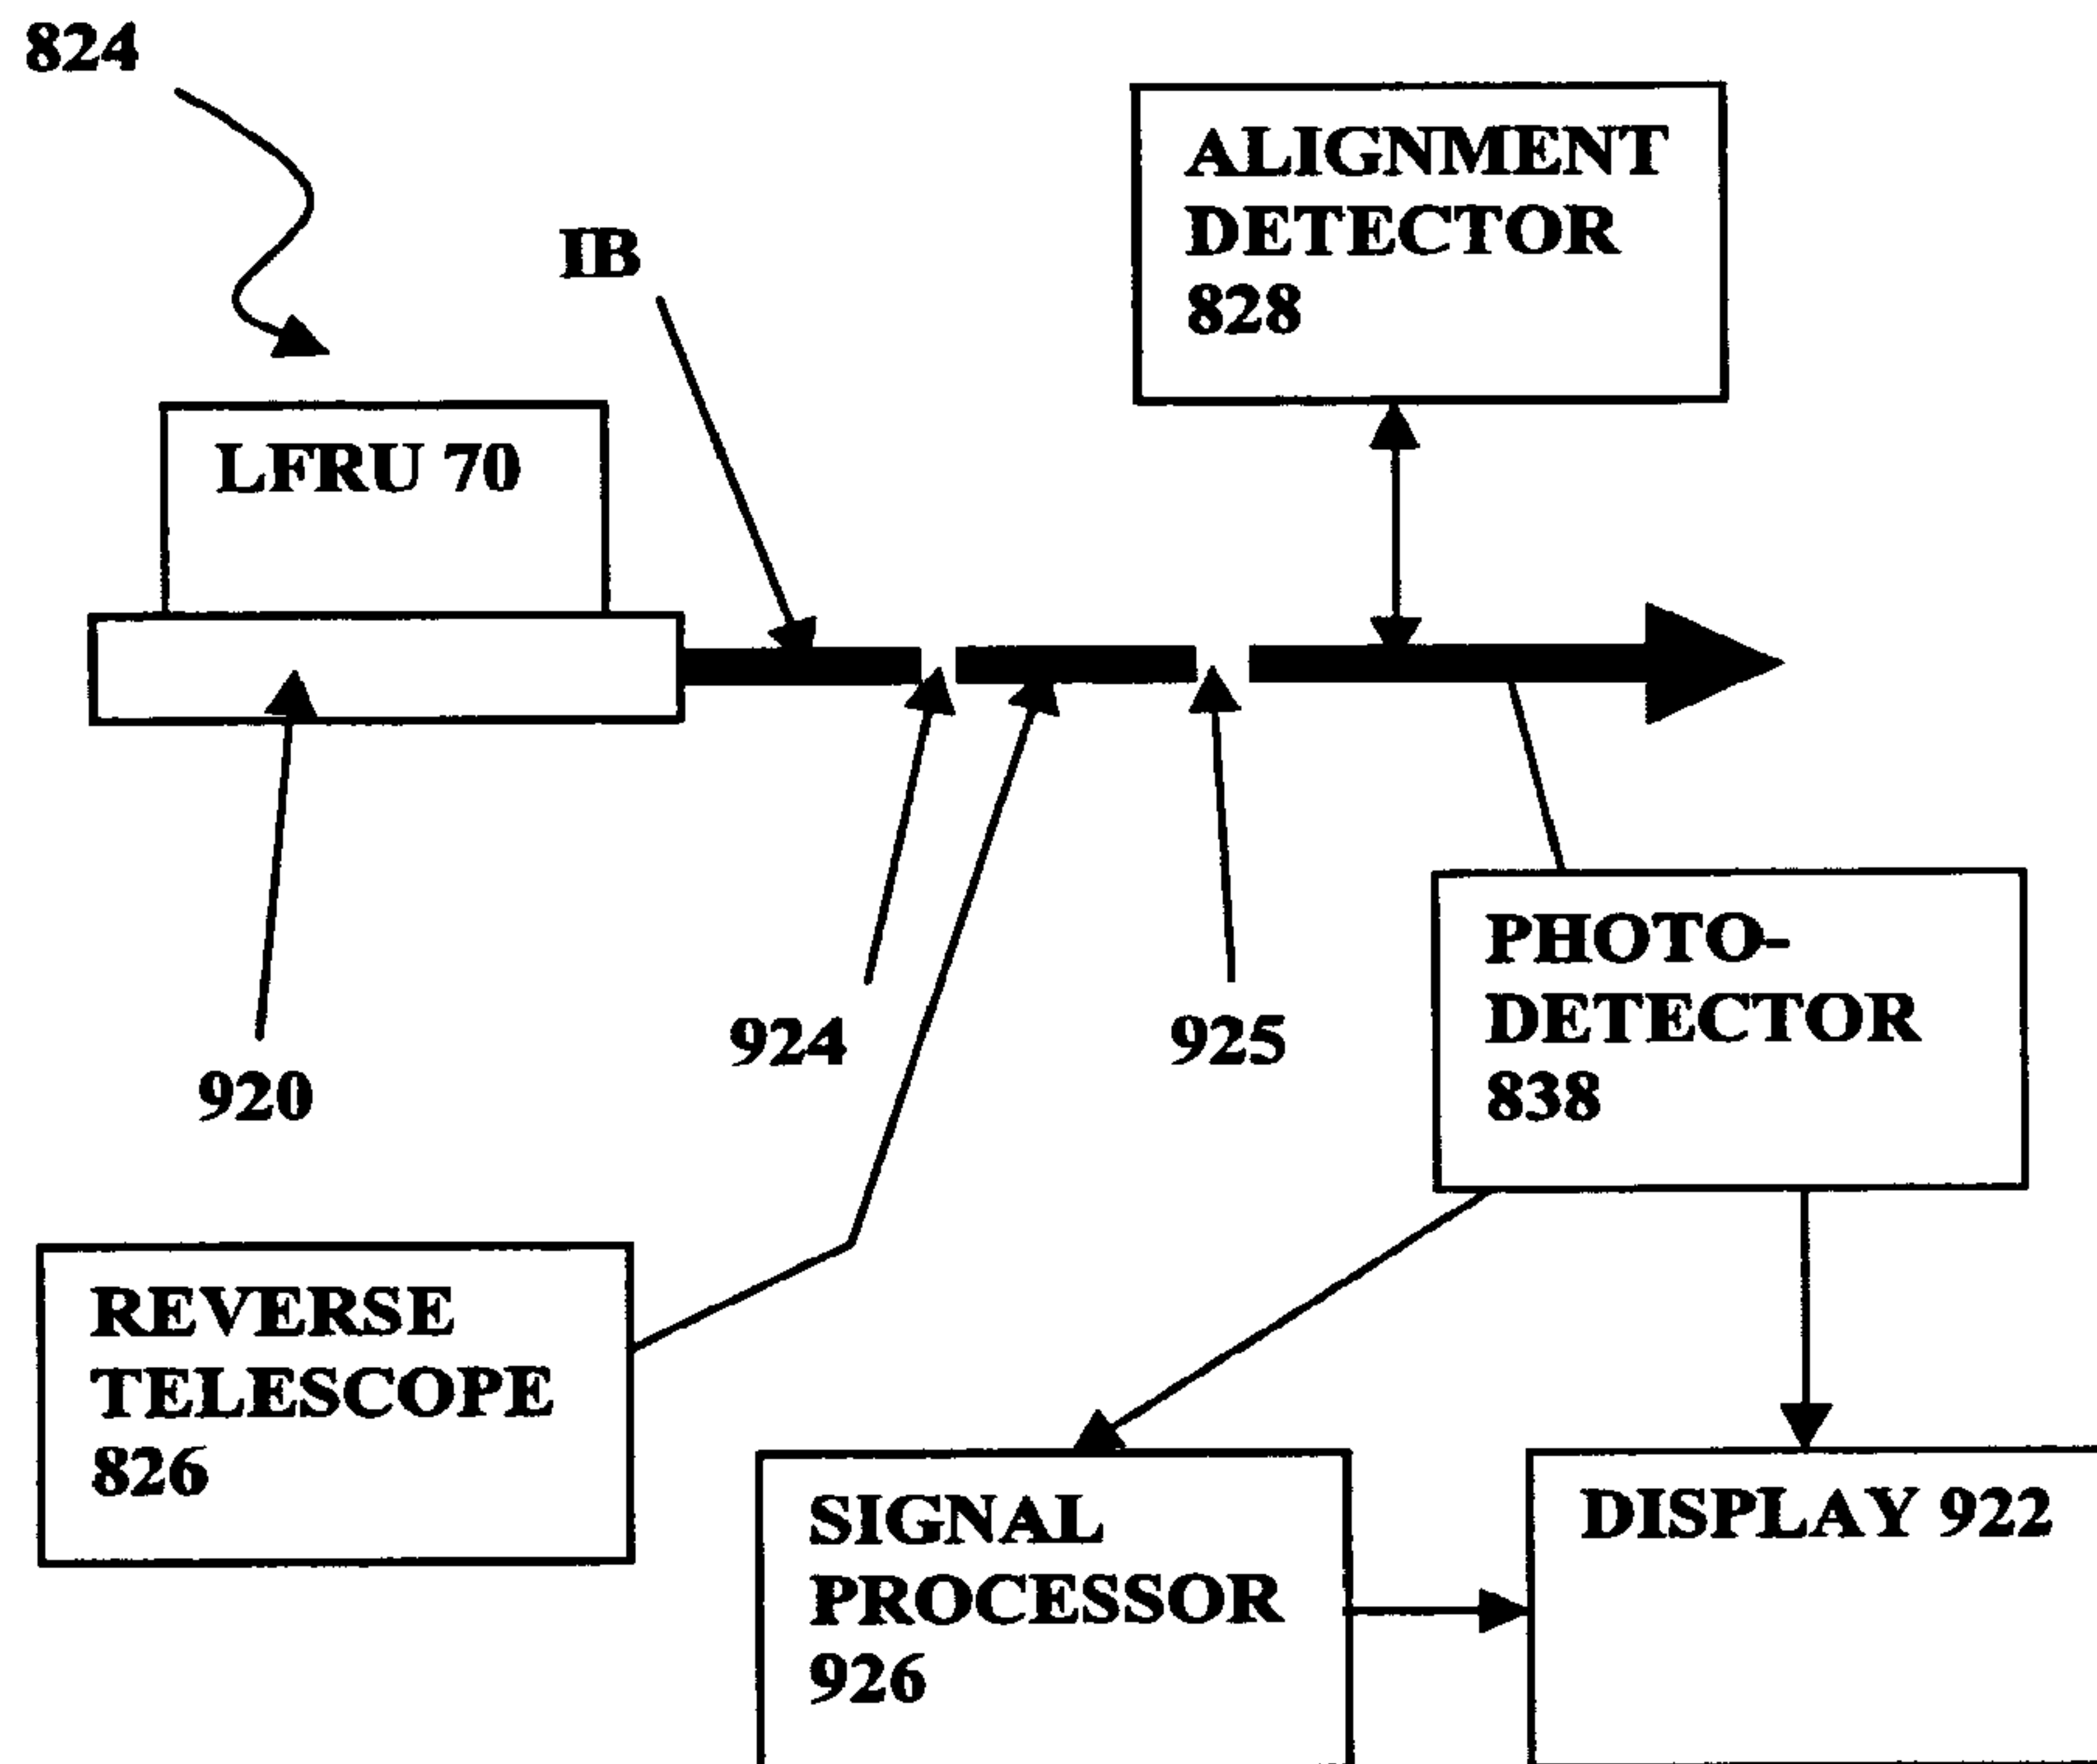 824
IB
ALIGNMENT
DETECTOR
828
LFRU 70
924
925
920
PHOTO-
DETECTOR
838
REVERSE
TELESCOPE
826
SIGNAL
PROCESSOR
926
DISPLAY 922